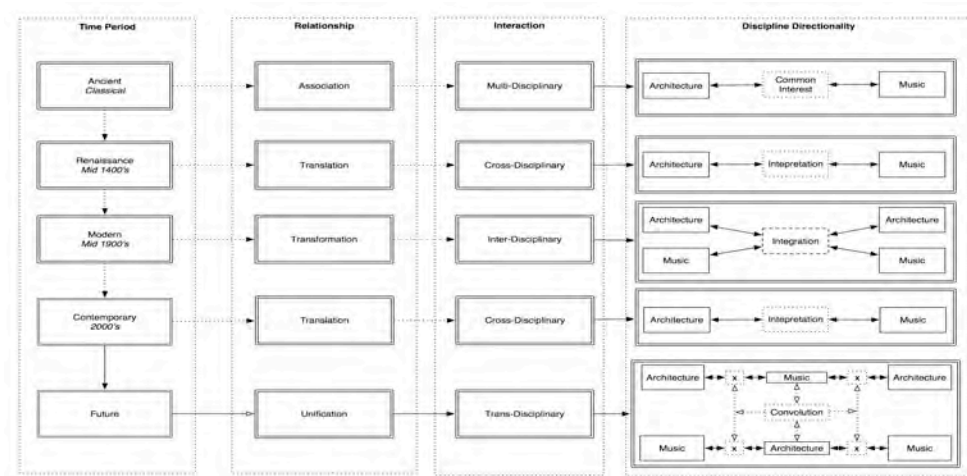 Time Period
Relationship
Interaction
Discipline Directionality
Ancient
Classical
Association
Multi-Disciplinary
Architecture
Common
Interest
Music
Renaissance
Mid 1400's
Translation
Cross-Disciplinary
Architecture
Intepretation
Music
Modern
Mid 1900's
Transformation
Inter-Disciplinary
Architecture
Architecture
Integration
Music
Music
Contemporary
2000's
Translation
Cross-Disciplinary
Architecture
Intepretation
Music
Future
Unification
Trans-Disciplinary
Architecture
x
Music
x
Architecture
Convolution
Music
x
Architecture
x
Music